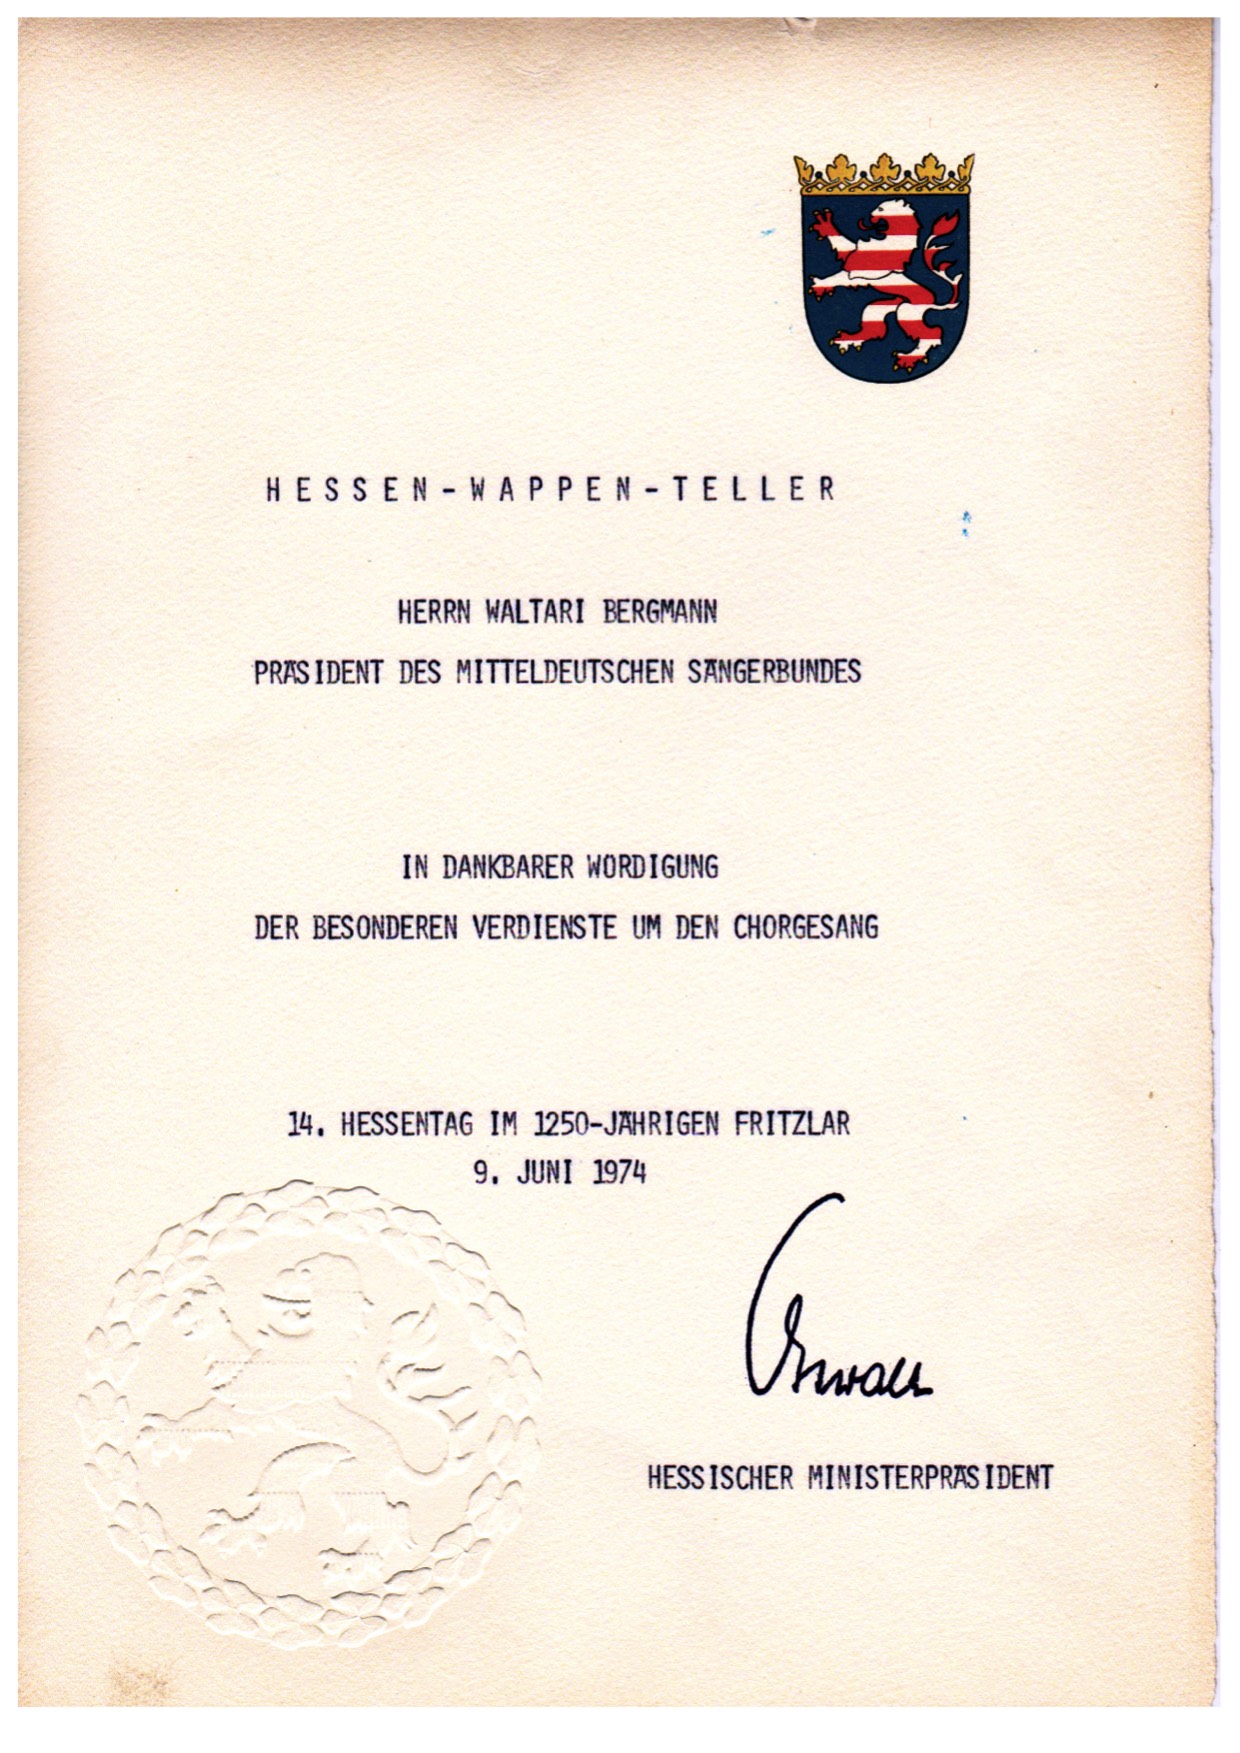 HESSEN-WAPPEN-TELLER
HERRN WALTARI BERGMANN
PRÄSIDENT DES MITTELDEUTSCHEN SÄNGERBUNDES
IN DANKBARER WÜRDIGUNG
DER BESONDEREN VERDIENSTE UM DEN CHORGESANG
14. HESSENTAG IM 1250-JÄHRIGEN FRITZLAR
9. JUNI 1974
Oswald
HESSISCHER MINISTERPRÄSIDENT